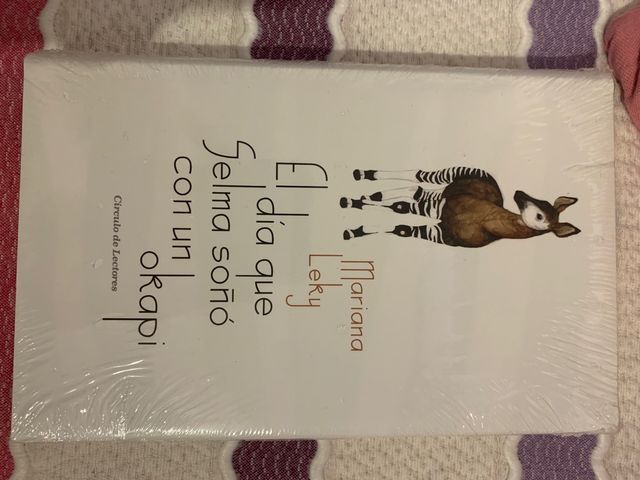 Mariana
Leky
El día que
Selma soñó
con un
okapi
Círculo de Lectores